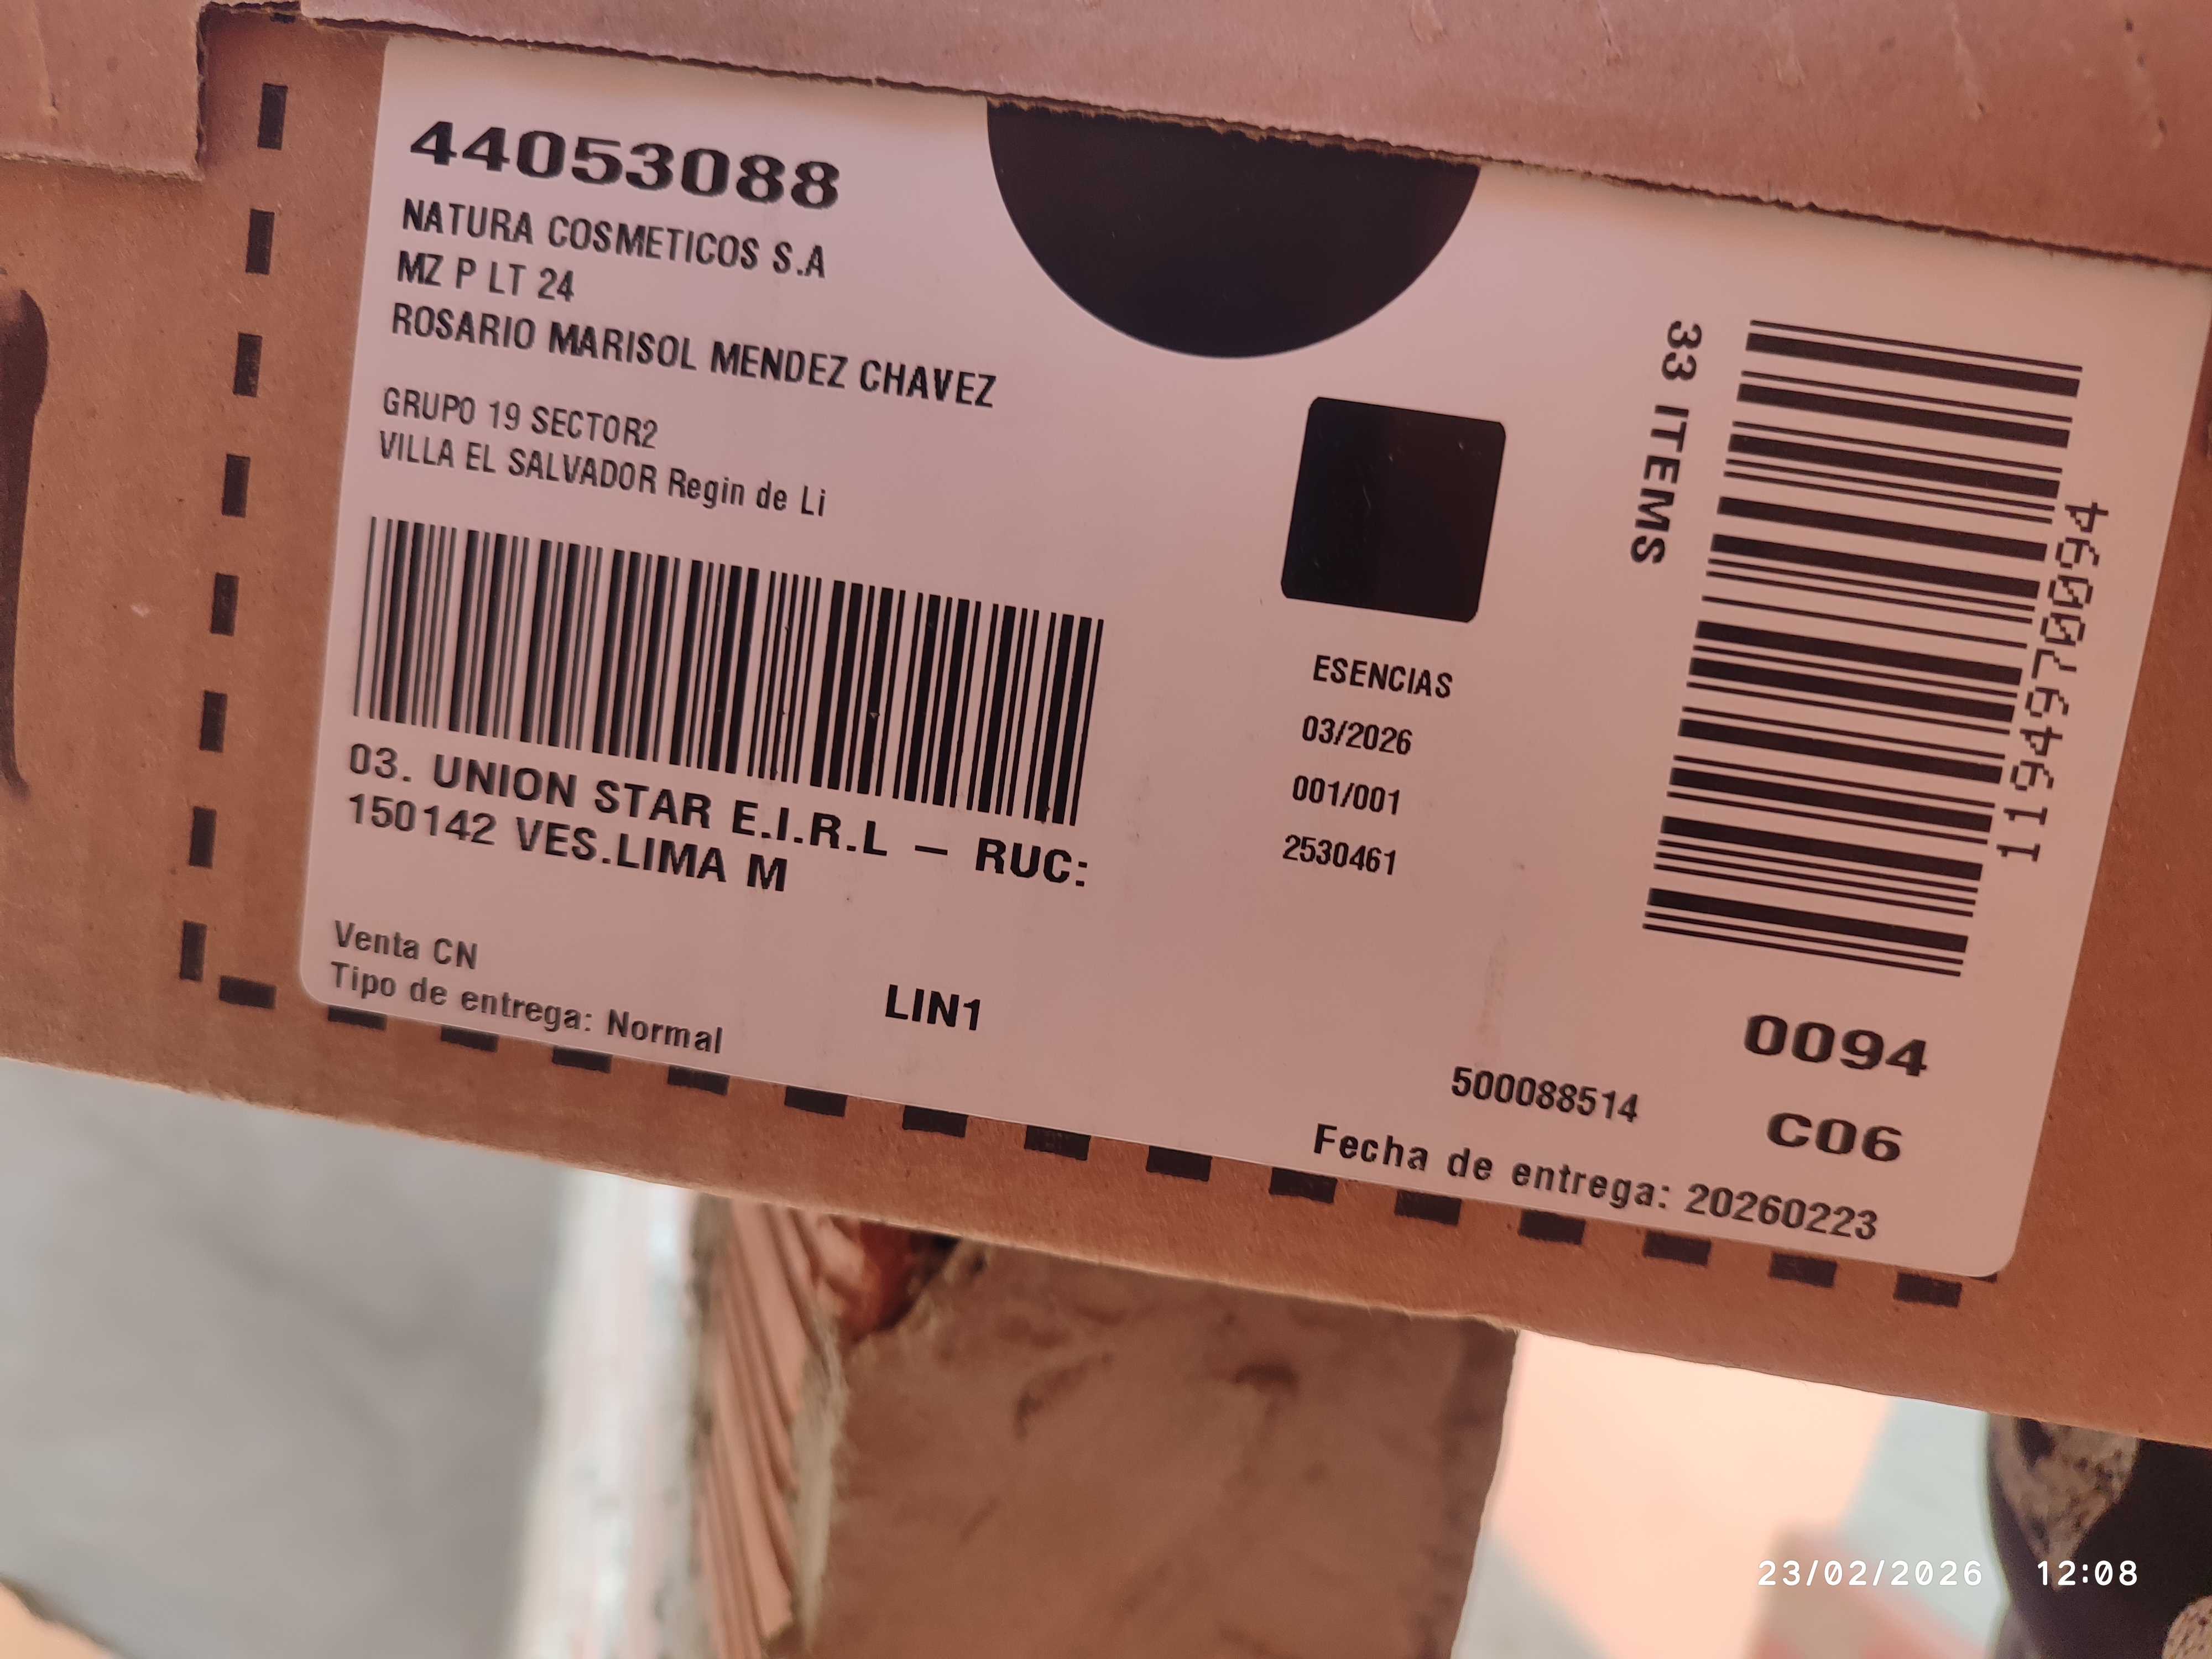 44053088
NATURA COSMETICOS S.A
MZ P LT 24
ROSARIO MARISOL MENDEZ CHAVEZ
GRUPO 19 SECTOR2
VILLA EL SALVADOR Regin de Li
03. UNION STAR E.I.R.L – RUC:
150142 VES.LIMA M
Venta CN
Tipo de entrega: Normal
LIN1
ESENCIAS
03/2026
001/001
2530461
33 ITEMS
119496760094
0094
500088514
C06
Fecha de entrega: 20260223
23/02/2026 12:08